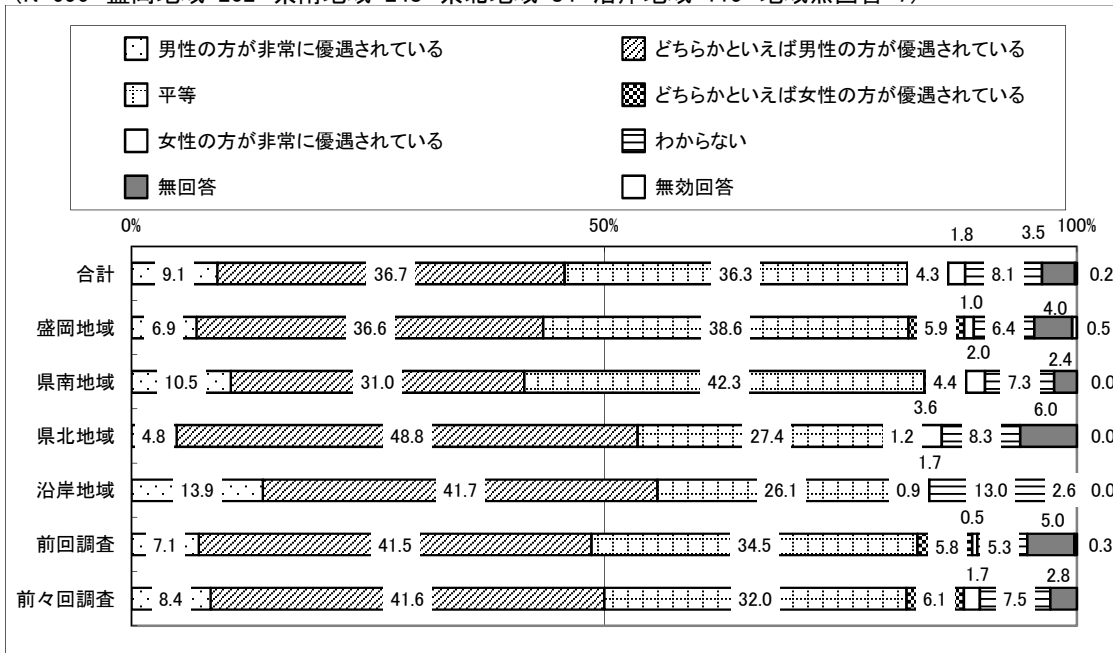 男性の方が非常に優遇されている どちらかといえば男性の方が優遇されている
平等 どちらかといえば女性の方が優遇されている
女性の方が非常に優遇されている わからない
無回答 無効回答
0% 50% 100%
1.8 3.5
合計 9.1 36.7 36.3 4.3 8.1 0.2
1.0 4.0
盛岡地域 6.9 36.6 38.6 5.9 6.4 0.5
2.0 2.4
県南地域 10.5 31.0 42.3 4.4 7.3 0.0
3.6 6.0
県北地域 4.8 48.8 27.4 1.2 8.3 0.0
1.7
沿岸地域 13.9 41.7 26.1 0.9 13.0 2.6 0.0
0.5 5.0
前回調査 7.1 41.5 34.5 5.8 5.3 0.3
1.7 2.8
前々回調査 8.4 41.6 32.0 6.1 7.5